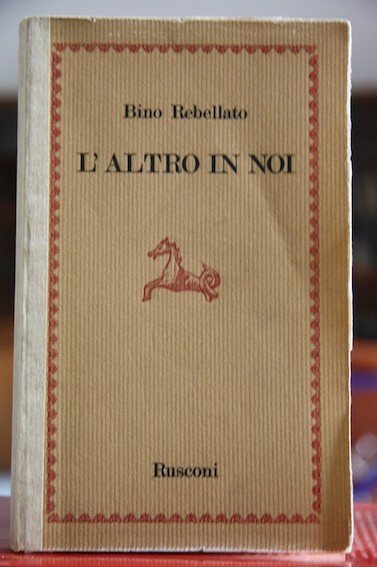 Bino Rebellato
L'ALTRO IN NOI
Rusconi